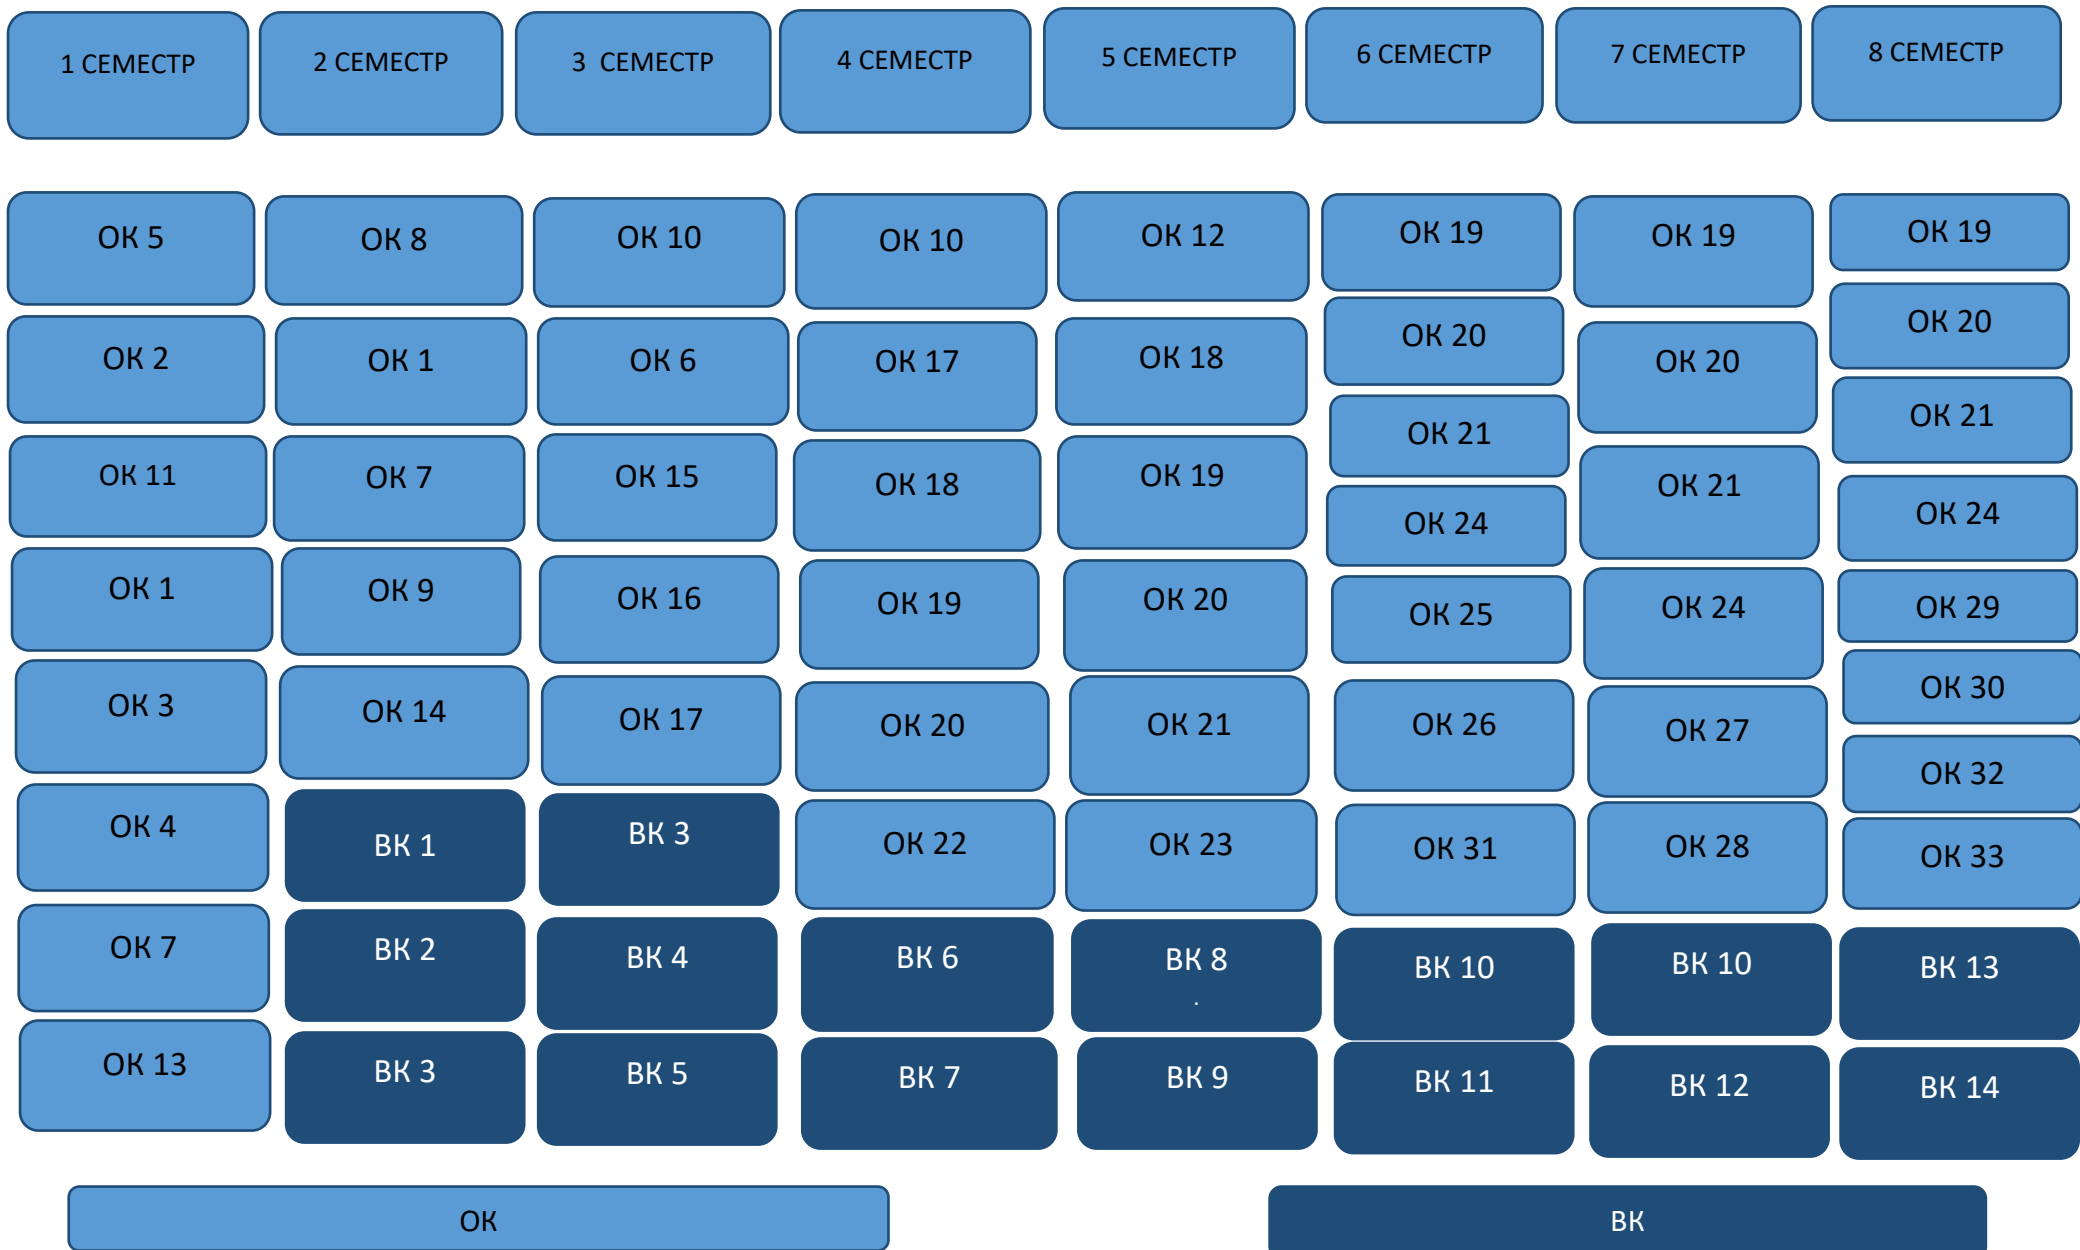 1 СЕМЕСТР
2 СЕМЕСТР
3 СЕМЕСТР
4 СЕМЕСТР
5 СЕМЕСТР
6 СЕМЕСТР
7 СЕМЕСТР
8 СЕМЕСТР
ОК 5
ОК 2
ОК 11
ОК 1
ОК 3
ОК 4
ОК 7
ОК 13
ОК 8
ОК 1
ОК 7
ОК 9
ОК 14
ВК 1
ВК 2
ВК 3
ОК 10
ОК 6
ОК 15
ОК 16
ОК 17
ВК 3
ВК 4
ВК 5
ОК 10
ОК 17
ОК 18
ОК 19
ОК 20
ОК 22
ВК 6
ВК 7
ОК 12
ОК 18
ОК 19
ОК 20
ОК 21
ОК 23
ВК 8
.
ВК 9
ОК 19
ОК 20
ОК 21
ОК 24
ОК 25
ОК 26
ОК 31
ВК 10
ВК 11
ОК 19
ОК 20
ОК 21
ОК 24
ОК 27
ОК 28
ВК 10
ВК 12
ОК 19
ОК 20
ОК 21
ОК 24
ОК 29
ОК 30
ОК 32
ОК 33
ВК 13
ВК 14
ОК
ВК